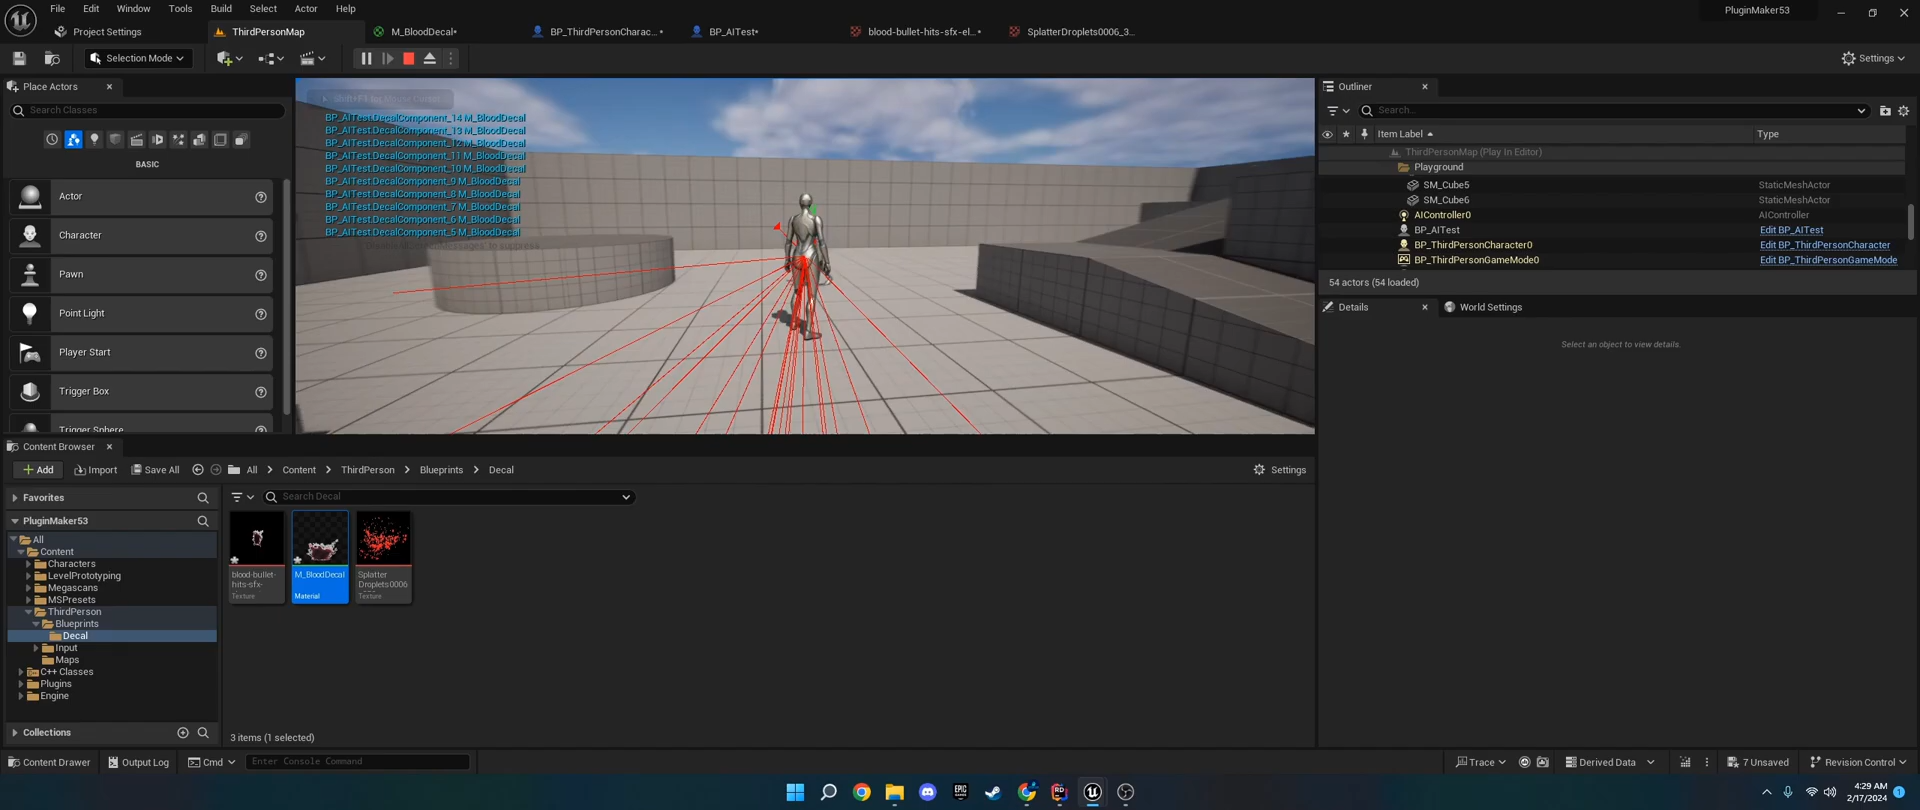 File Edit Window Tools Build Select Actor Help
PluginMaker53
Project Settings
ThirdPersonMap
M_BloodDecal*
BP_ThirdPersonCharac...*
BP_AITest*
blood-bullet-hits-sfx-el...*
SplatterDroplets0006_3...
Selection Mode
Settings
Place Actors
Search Classes
BASIC
Actor
Character
Pawn
Point Light
Player Start
Trigger Box
Trigger Sphere
BP_AITest.DecalComponent_14 M_BloodDecal
BP_AITest.DecalComponent_13 M_BloodDecal
BP_AITest.DecalComponent_12 M_BloodDecal
BP_AITest.DecalComponent_11 M_BloodDecal
BP_AITest.DecalComponent_10 M_BloodDecal
BP_AITest.DecalComponent_9 M_BloodDecal
BP_AITest.DecalComponent_8 M_BloodDecal
BP_AITest.DecalComponent_7 M_BloodDecal
BP_AITest.DecalComponent_6 M_BloodDecal
BP_AITest.DecalComponent_5 M_BloodDecal
to suppress
Outliner
Search...
Item Label Type
ThirdPersonMap (Play In Editor)
Playground
SM_Cube5 StaticMeshActor
SM_Cube6 StaticMeshActor
AIController0 AIController
BP_AITest Edit BP_AITest
BP_ThirdPersonCharacter0 Edit BP_ThirdPersonCharacter
BP_ThirdPersonGameMode0 Edit BP_ThirdPersonGameMode
54 actors (54 loaded)
Details
World Settings
Select an object to view details.
Content Browser
Add Import Save All All > Content > ThirdPerson > Blueprints > Decal
Settings
Favorites
PluginMaker53
All
Content
Characters
LevelPrototyping
Megascans
MSPresets
ThirdPerson
Blueprints
Decal
Input
Maps
C++ Classes
Plugins
Engine
Collections
Search Decal
blood-bullet-
hits-sfx-
Texture
M_BloodDecal
Material
Splatter
Droplets0006
Texture
3 items (1 selected)
Content Drawer Output Log Cmd Enter Console Command
Trace Derived Data 7 Unsaved Revision Control
EPIC
RD
4:29 AM
2/17/2024